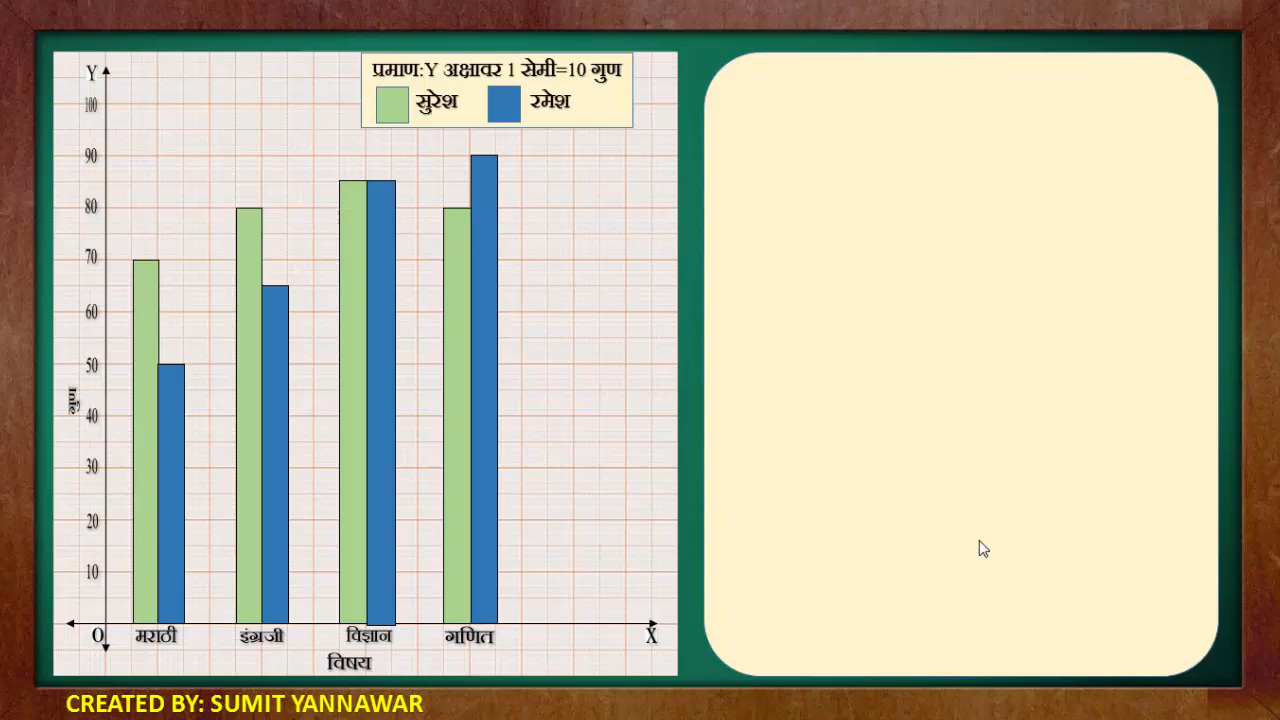 प्रमाण:Y अक्षावर 1 सेमी=10 गुण
सुरेश रमेश
Y
100
90
80
70
60
50
40
30
20
10
गुण
O मराठी इंग्रजी विज्ञान गणित X
विषय
CREATED BY: SUMIT YANNAWAR